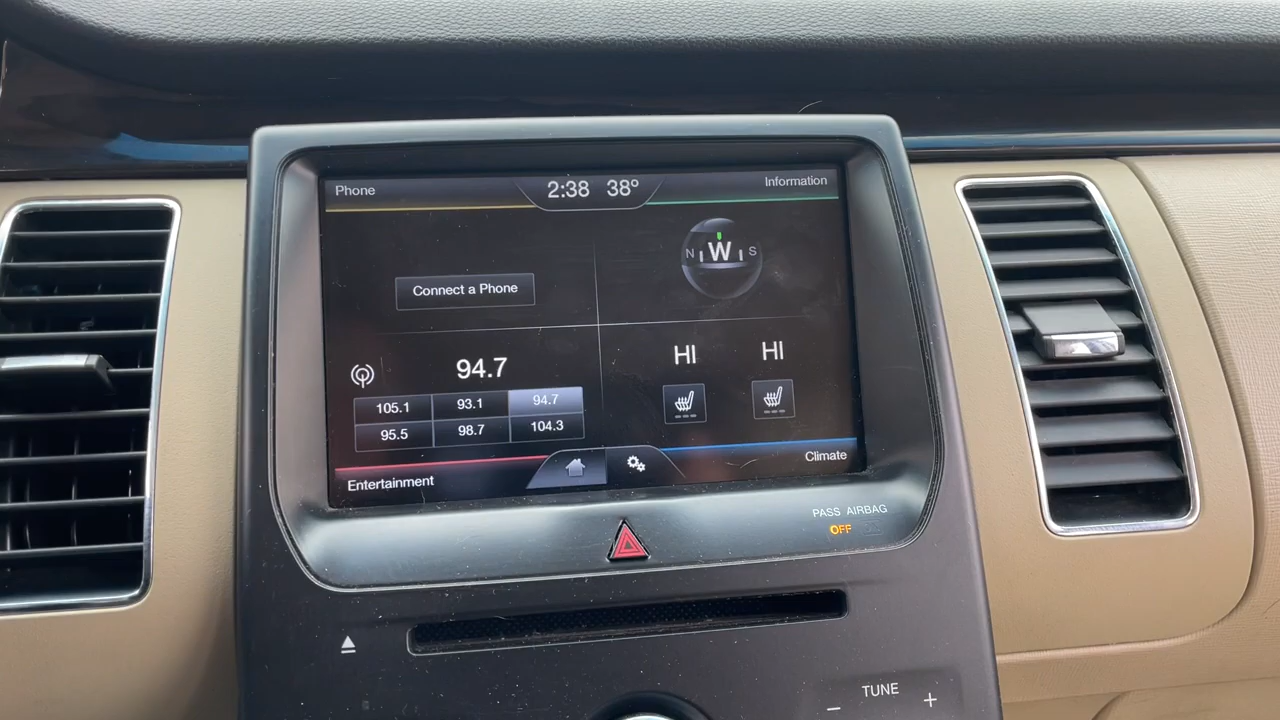 Phone
2:38 38°
Information
N W S
Connect a Phone
94.7
HI HI
105.1 93.1 94.7
95.5 98.7 104.3
Entertainment
Climate
PASS AIRBAG
OFF
TUNE
- +